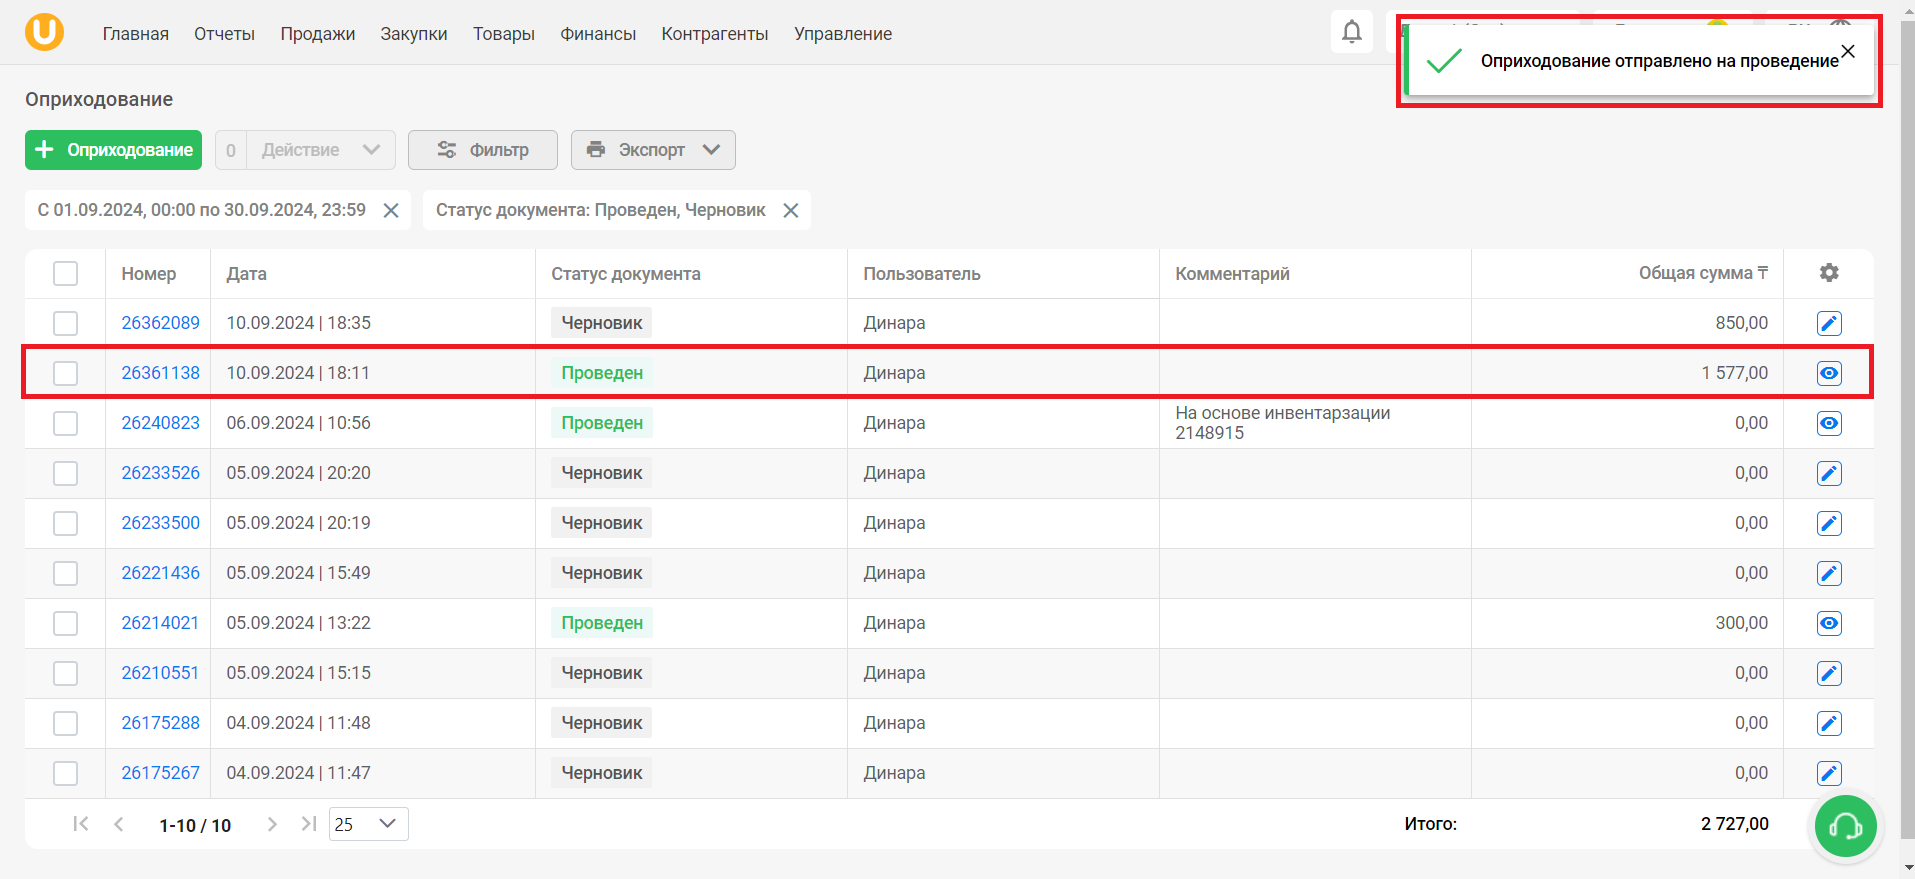 Главная Отчеты Продажи Закупки Товары Финансы Контрагенты Управление
Оприходование отправлено на проведение
Оприходование
Оприходование 0 Действие Фильтр Экспорт
С 01.09.2024, 00:00 по 30.09.2024, 23:59 Статус документа: Проведен, Черновик
Номер Дата Статус документа Пользователь Комментарий Общая сумма ₸
26362089 10.09.2024 | 18:35 Черновик Динара 850,00
26361138 10.09.2024 | 18:11 Проведен Динара 1 577,00
26240823 06.09.2024 | 10:56 Проведен Динара На основе инвентарзации 2148915 0,00
26233526 05.09.2024 | 20:20 Черновик Динара 0,00
26233500 05.09.2024 | 20:19 Черновик Динара 0,00
26221436 05.09.2024 | 15:49 Черновик Динара 0,00
26214021 05.09.2024 | 13:22 Проведен Динара 300,00
26210551 05.09.2024 | 15:15 Черновик Динара 0,00
26175288 04.09.2024 | 11:48 Черновик Динара 0,00
26175267 04.09.2024 | 11:47 Черновик Динара 0,00
1-10 / 10 25 Итого: 2 727,00